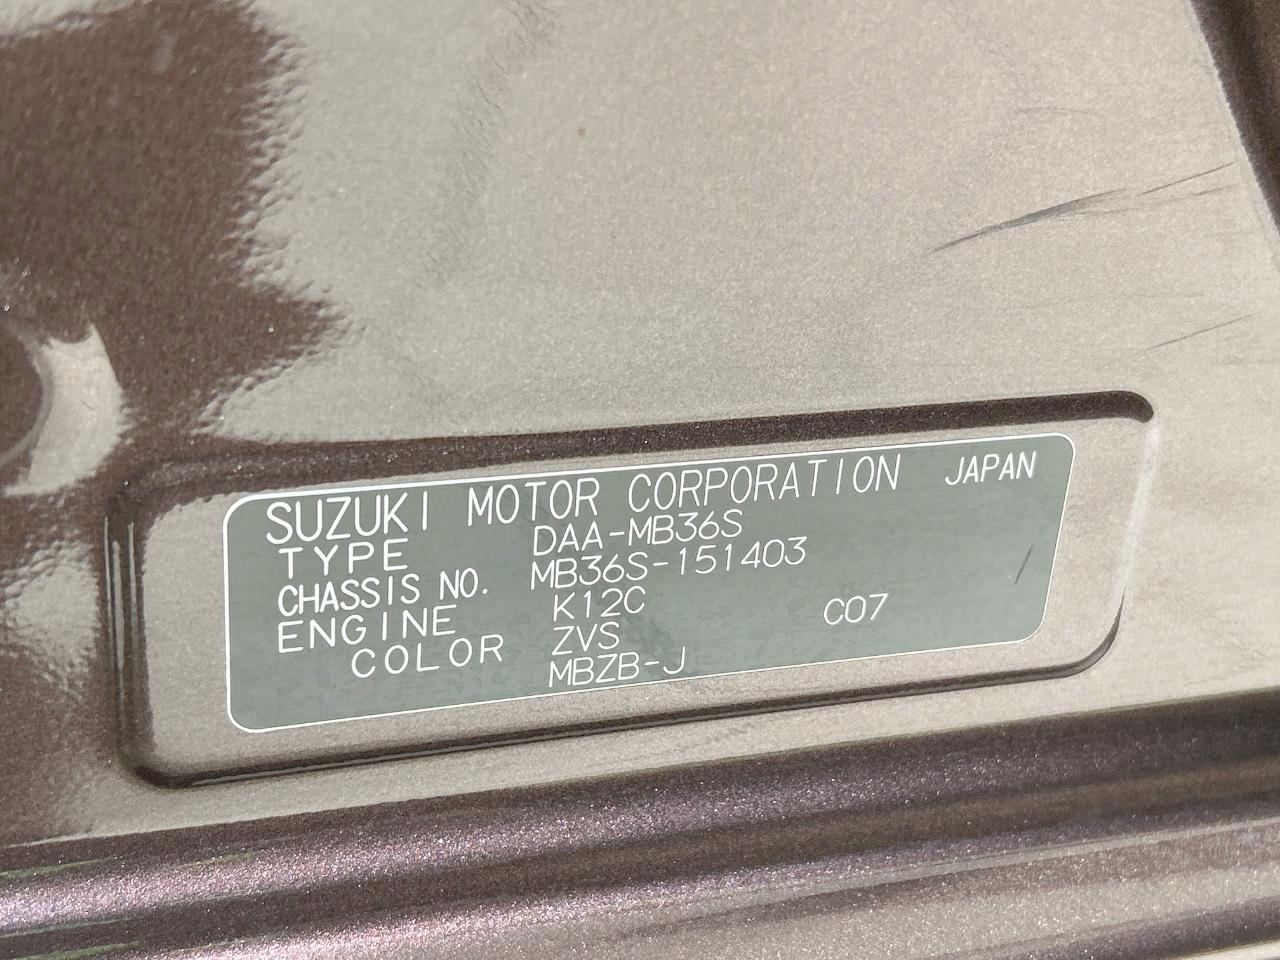 SUZUKI MOTOR CORPORATION JAPAN
TYPE DAA-MB36S
CHASSIS NO. MB36S-151403
ENGINE K12C C07
COLOR ZVS
MBZB-J